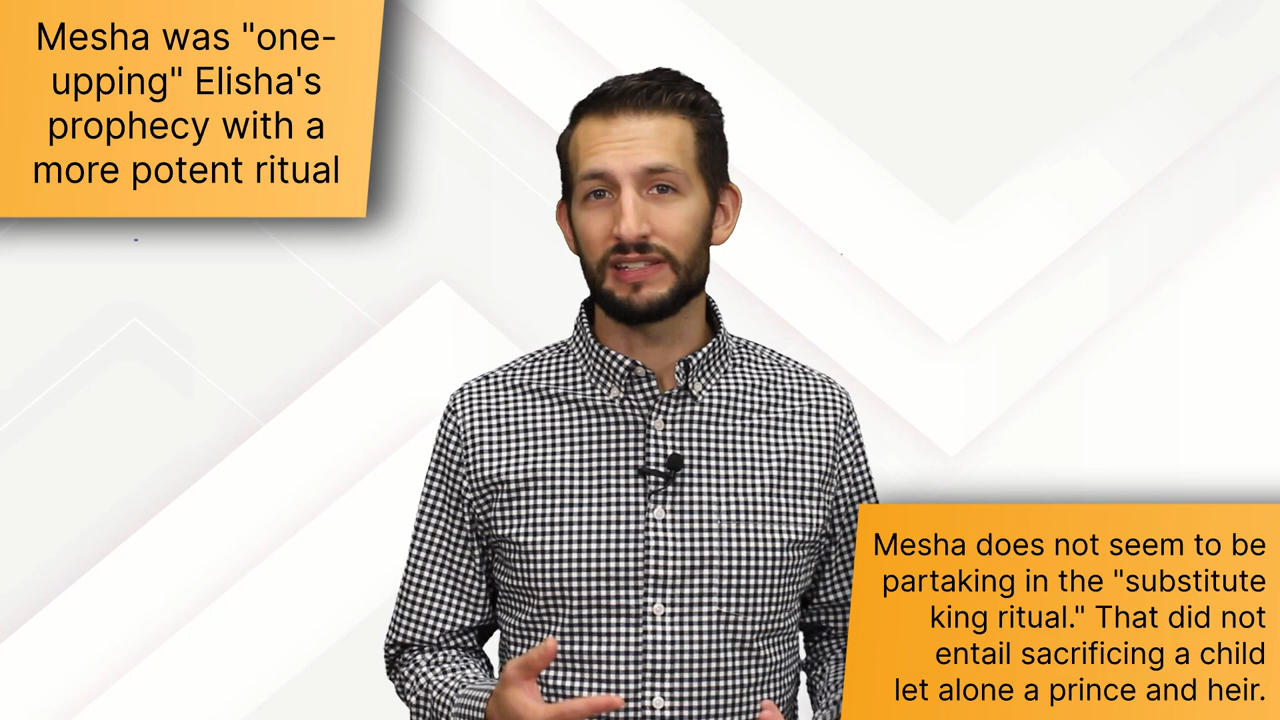 Mesha was "one-
upping" Elisha's
prophecy with a
more potent ritual
Mesha does not seem to be
partaking in the "substitute
king ritual." That did not
entail sacrificing a child
let alone a prince and heir.